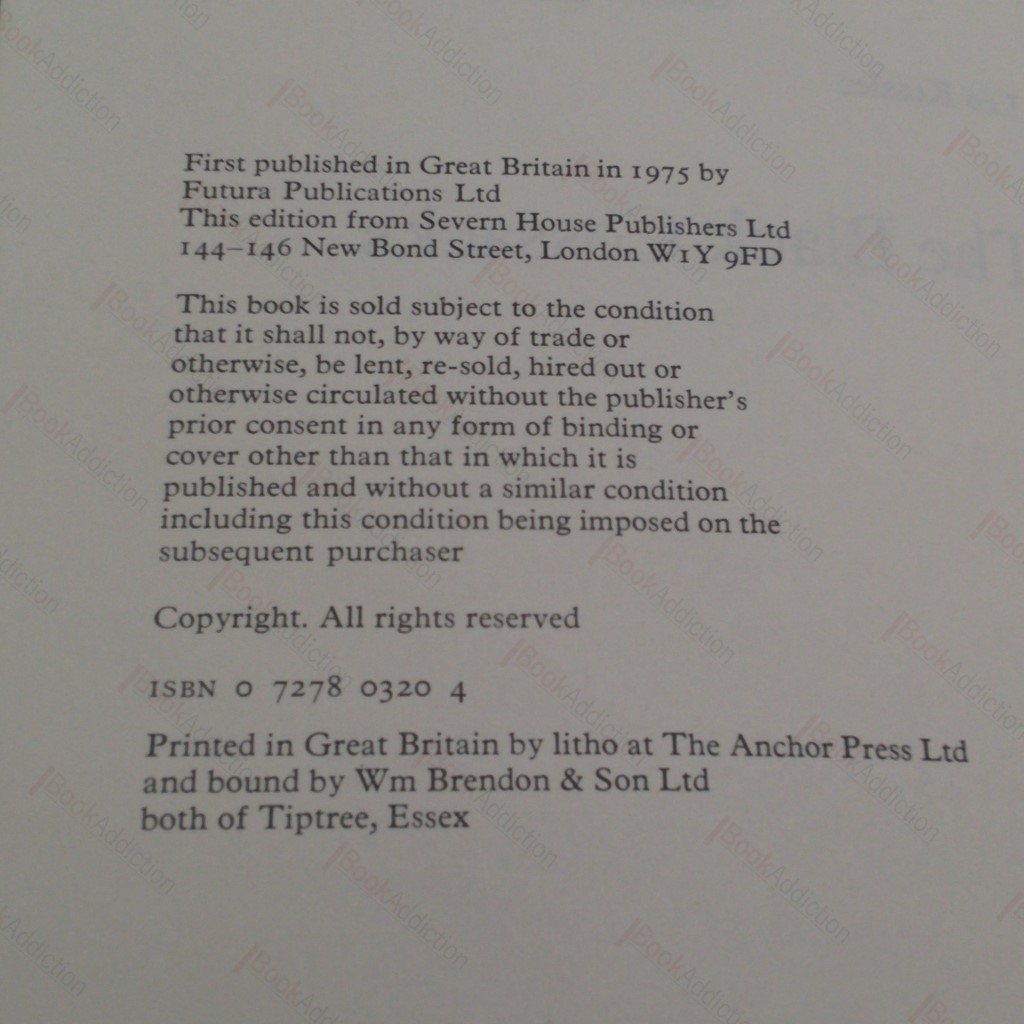 First published in Great Britain in 1975 by
Futura Publications Ltd
This edition from Severn House Publishers Ltd
144–146 New Bond Street, London W1Y 9FD
This book is sold subject to the condition
that it shall not, by way of trade or
otherwise, be lent, re-sold, hired out or
otherwise circulated without the publisher's
prior consent in any form of binding or
cover other than that in which it is
published and without a similar condition
including this condition being imposed on the
subsequent purchaser
Copyright. All rights reserved
ISBN 0 7278 0320 4
Printed in Great Britain by litho at The Anchor Press Ltd
and bound by Wm Brendon & Son Ltd
both of Tiptree, Essex